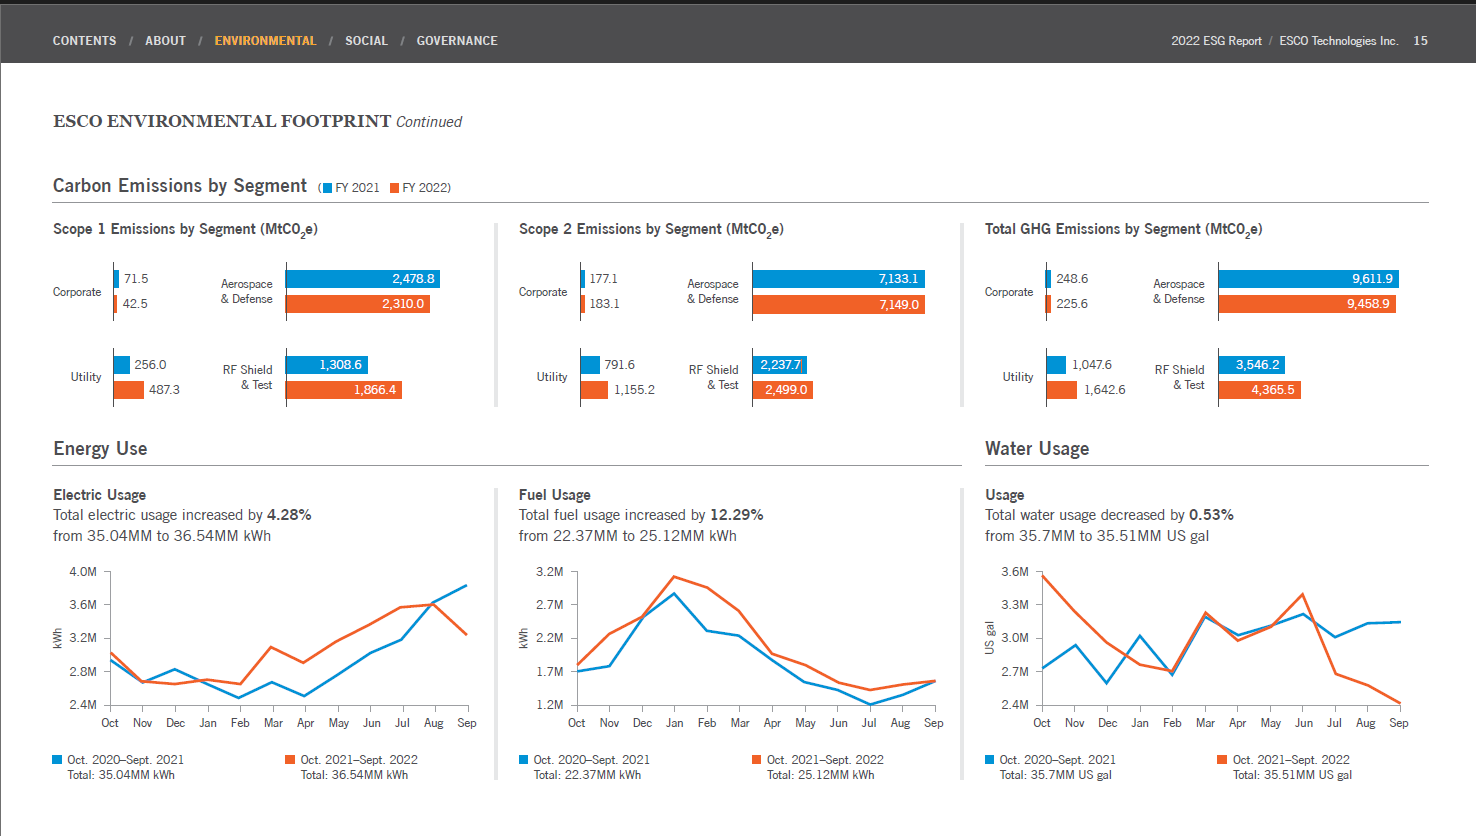 CONTENTS / ABOUT / ENVIRONMENTAL / SOCIAL / GOVERNANCE
2022 ESG Report / ESCO Technologies Inc. 15
ESCO ENVIRONMENTAL FOOTPRINT Continued
Carbon Emissions by Segment ( FY 2021 FY 2022)
Scope 1 Emissions by Segment (MtCO2e)
Corporate
71.5
42.5
Aerospace
& Defense
2,478.8
2,310.0
Utility
256.0
487.3
RF Shield
& Test
1,308.6
1,866.4
Scope 2 Emissions by Segment (MtCO2e)
Corporate
177.1
183.1
Aerospace
& Defense
7,133.1
7,149.0
Utility
791.6
1,155.2
RF Shield
& Test
2,237.7
2,499.0
Total GHG Emissions by Segment (MtCO2e)
Corporate
248.6
225.6
Aerospace
& Defense
9,611.9
9,458.9
Utility
1,047.6
1,642.6
RF Shield
& Test
3,546.2
4,365.5
Energy Use
Electric Usage
Total electric usage increased by 4.28%
from 35.04MM to 36.54MM kWh
kWh
4.0M
3.6M
3.2M
2.8M
2.4M
Oct Nov Dec Jan Feb Mar Apr May Jun Jul Aug Sep
Oct. 2020–Sept. 2021
Total: 35.04MM kWh
Oct. 2021–Sept. 2022
Total: 36.54MM kWh
Fuel Usage
Total fuel usage increased by 12.29%
from 22.37MM to 25.12MM kWh
kWh
3.2M
2.7M
2.2M
1.7M
1.2M
Oct Nov Dec Jan Feb Mar Apr May Jun Jul Aug Sep
Oct. 2020–Sept. 2021
Total: 22.37MM kWh
Oct. 2021–Sept. 2022
Total: 25.12MM kWh
Water Usage
Usage
Total water usage decreased by 0.53%
from 35.7MM to 35.51MM US gal
US gal
3.6M
3.3M
3.0M
2.7M
2.4M
Oct Nov Dec Jan Feb Mar Apr May Jun Jul Aug Sep
Oct. 2020–Sept. 2021
Total: 35.7MM US gal
Oct. 2021–Sept. 2022
Total: 35.51MM US gal